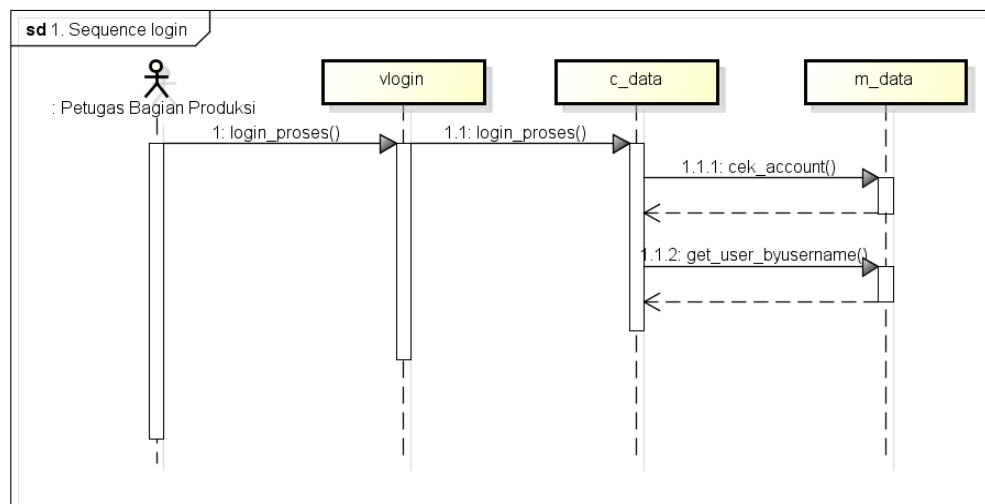 sd 1. Sequence login
vlogin
c_data
m_data
: Petugas Bagian Produksi
1: login_proses()
1.1: login_proses()
1.1.1: cek_account()
1.1.2: get_user_byusername()